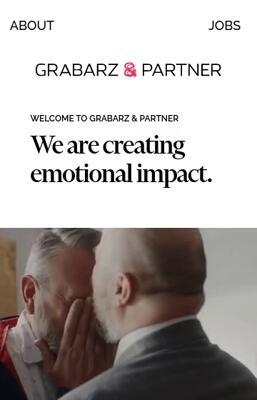 ABOUT JOBS
GRABARZ & PARTNER
WELCOME TO GRABARZ & PARTNER
We are creating
emotional impact.